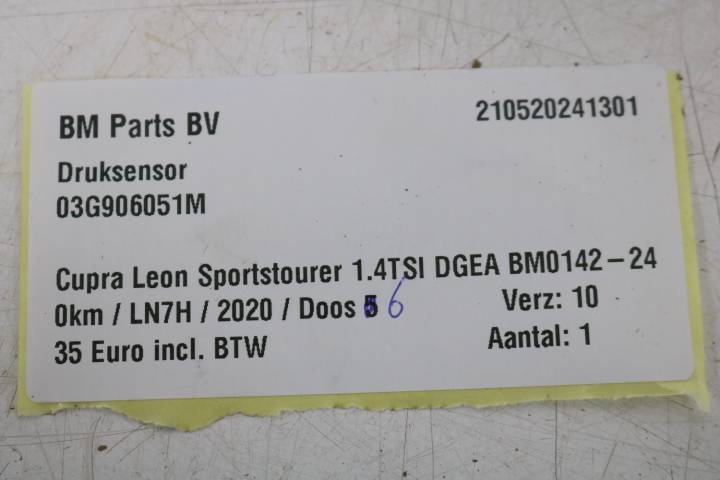 BM Parts BV 210520241301
Druksensor
03G906051M
Cupra Leon Sportstourer 1.4TSI DGEA BM0142-24
0km / LN7H / 2020 / Doos 5 6 Verz: 10
35 Euro incl. BTW Aantal: 1